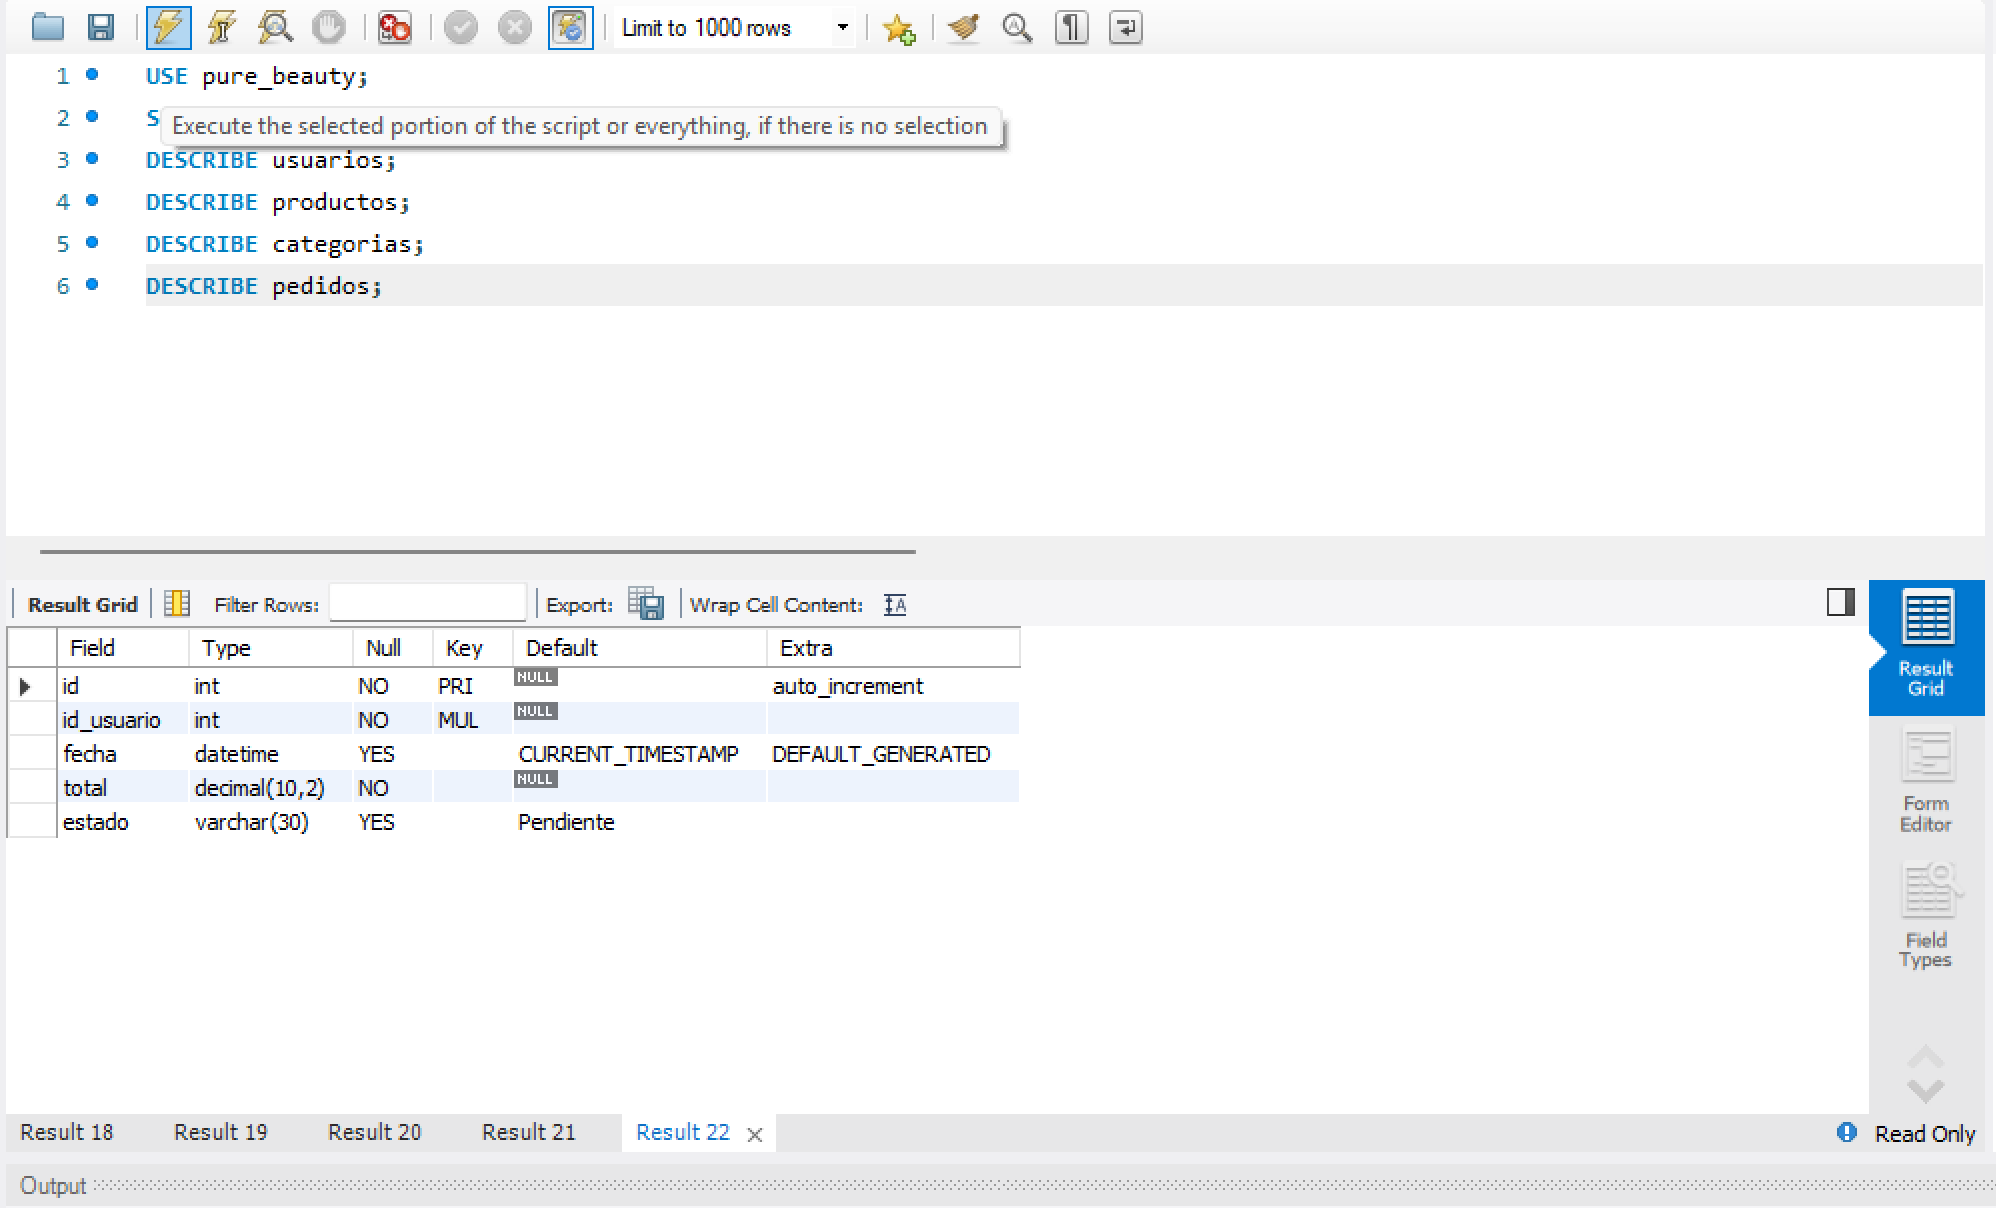 Limit to 1000 rows
1 USE pure_beauty;
2 S
Execute the selected portion of the script or everything, if there is no selection
3 DESCRIBE usuarios;
4 DESCRIBE productos;
5 DESCRIBE categorias;
6 DESCRIBE pedidos;
Result Grid Filter Rows: Export: Wrap Cell Content:
Field Type Null Key Default Extra
id int NO PRI NULL auto_increment
id_usuario int NO MUL NULL
fecha datetime YES CURRENT_TIMESTAMP DEFAULT_GENERATED
total decimal(10,2) NO NULL
estado varchar(30) YES Pendiente
Result
Grid
Form
Editor
Field
Types
Result 18 Result 19 Result 20 Result 21 Result 22 Read Only
Output